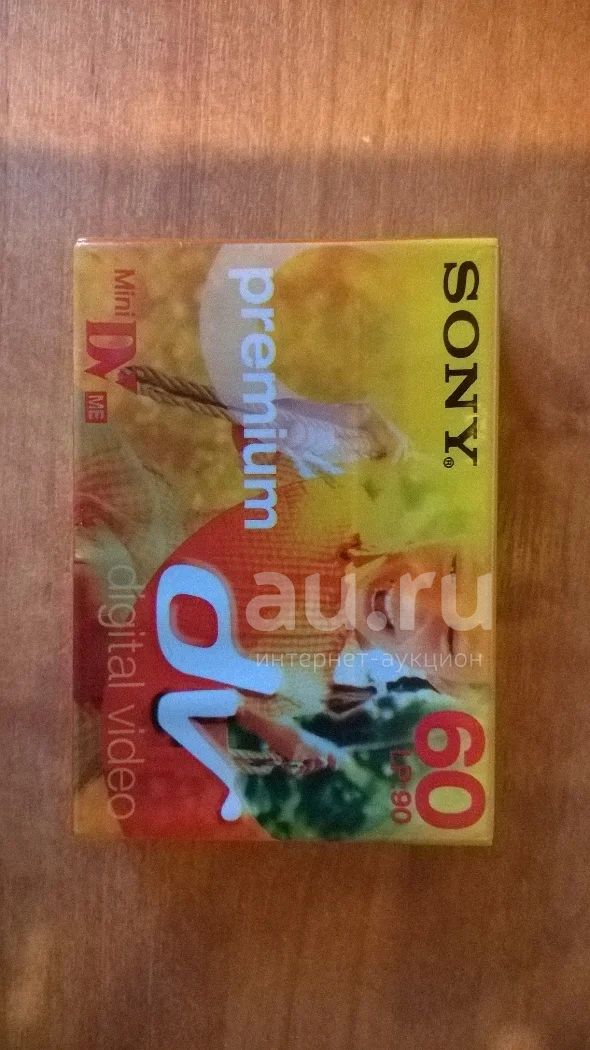 SONY®
60
LP:90
premium
dv
Mini DV ME
digital video
au.ru
интернет-аукцион